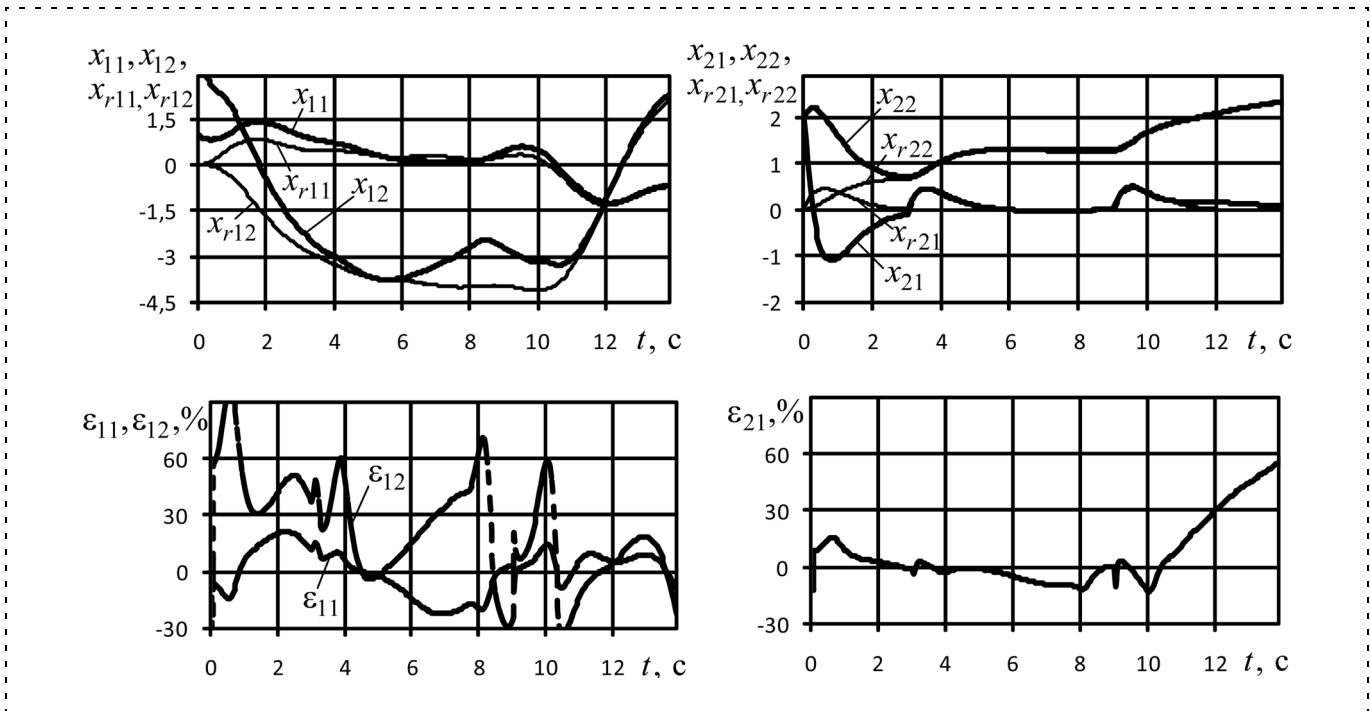 x11, x12,
xr11, xr12
1,5
0
-1,5
-3
-4,5
x11
xr11
x12
xr12
0 2 4 6 8 10 12 t, с
x21, x22,
xr21, xr22
2
1
0
-1
-2
x22
xr22
xr21
x21
0 2 4 6 8 10 12 t, с
ε11, ε12, %
60
30
0
-30
ε12
ε11
0 2 4 6 8 10 12 t, с
ε21, %
60
30
0
-30
0 2 4 6 8 10 12 t, с